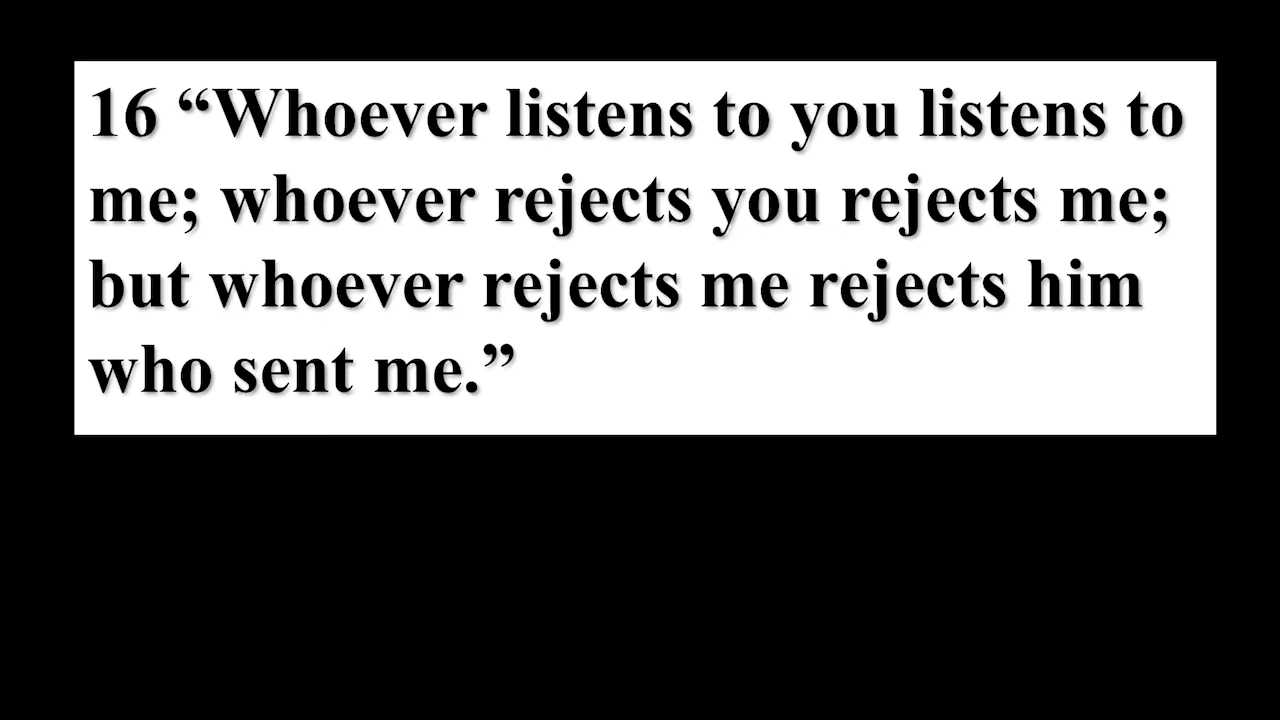 16 “Whoever listens to you listens to
me; whoever rejects you rejects me;
but whoever rejects me rejects him
who sent me.”